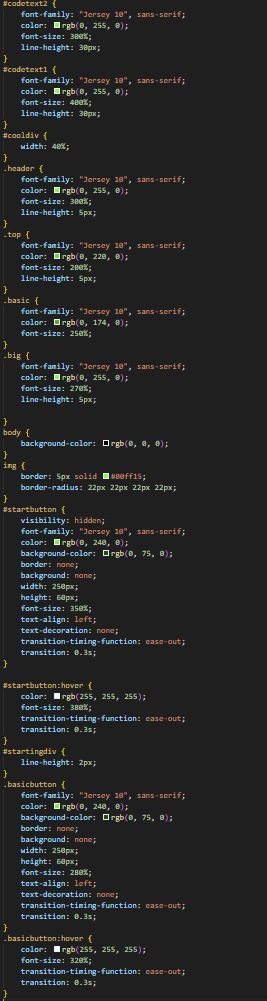 #codetext2 {
font-family: "Jersey 10", sans-serif;
color: rgb(0, 255, 0);
font-size: 300%;
line-height: 30px;
}
#codetext1 {
font-family: "Jersey 10", sans-serif;
color: rgb(0, 255, 0);
font-size: 400%;
line-height: 30px;
}
#cooldiv {
width: 40%;
}
.header {
font-family: "Jersey 10", sans-serif;
color: rgb(0, 255, 0);
font-size: 300%;
line-height: 5px;
}
.top {
font-family: "Jersey 10", sans-serif;
color: rgb(0, 220, 0);
font-size: 200%;
line-height: 5px;
}
.basic {
font-family: "Jersey 10", sans-serif;
color: rgb(0, 174, 0);
font-size: 250%;
}
.big {
font-family: "Jersey 10", sans-serif;
color: rgb(0, 255, 0);
font-size: 270%;
line-height: 5px;
}
body {
background-color: rgb(0, 0, 0);
}
img {
border: 5px solid #00ff15;
border-radius: 22px 22px 22px 22px;
}
#startbutton {
visibility: hidden;
font-family: "Jersey 10", sans-serif;
color: rgb(0, 240, 0);
background-color: rgb(0, 75, 0);
border: none;
background: none;
width: 250px;
height: 60px;
font-size: 350%;
text-align: left;
text-decoration: none;
transition-timing-function: ease-out;
transition: 0.3s;
}
#startbutton:hover {
color: rgb(255, 255, 255);
font-size: 380%;
transition-timing-function: ease-out;
transition: 0.3s;
}
#startingdiv {
line-height: 2px;
}
.basicbutton {
font-family: "Jersey 10", sans-serif;
color: rgb(0, 240, 0);
background-color: rgb(0, 75, 0);
border: none;
background: none;
width: 250px;
height: 60px;
font-size: 280%;
text-align: left;
text-decoration: none;
transition-timing-function: ease-out;
transition: 0.3s;
}
.basicbutton:hover {
color: rgb(255, 255, 255);
font-size: 320%;
transition-timing-function: ease-out;
transition: 0.3s;
}